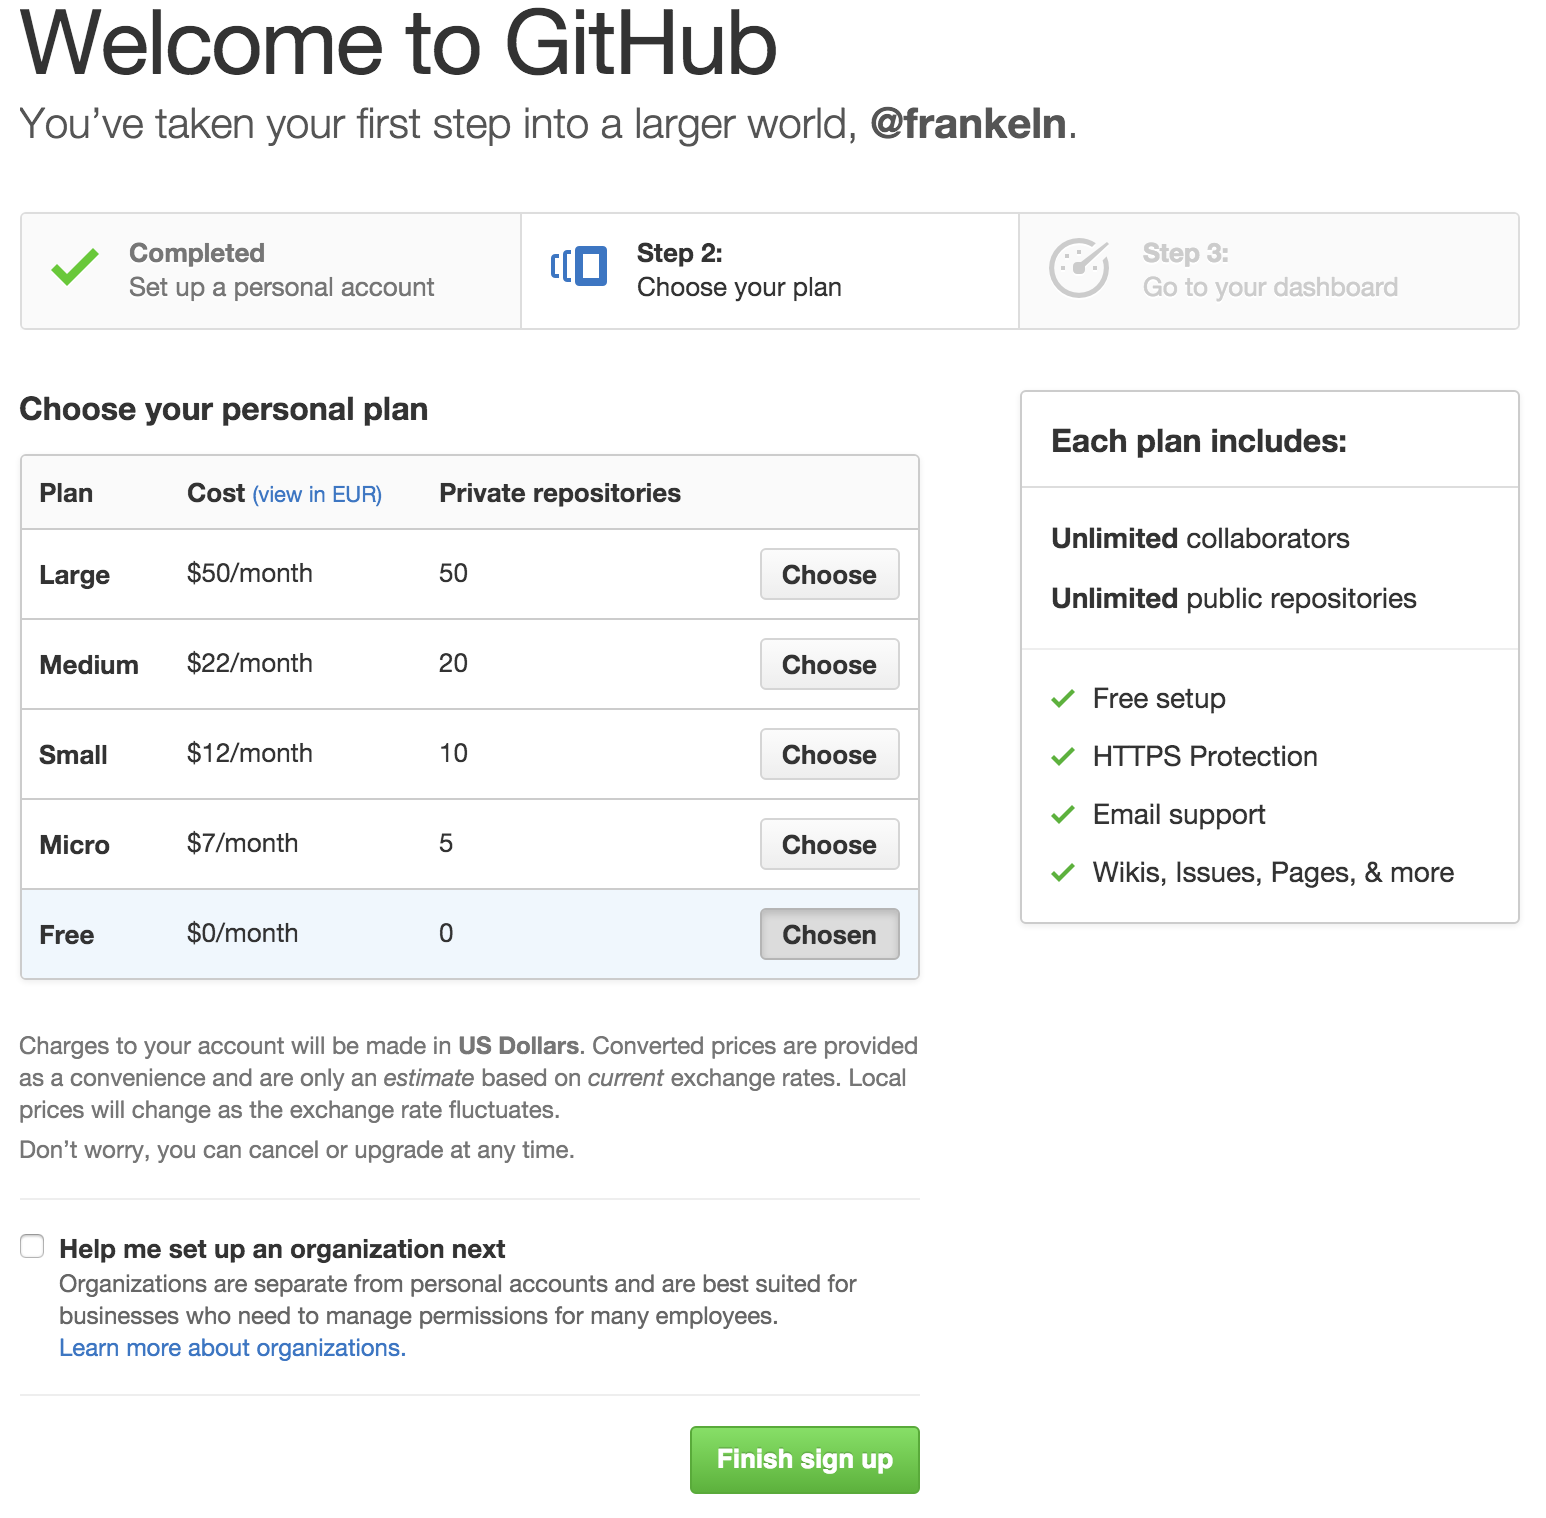 Welcome to GitHub
You’ve taken your first step into a larger world, @frankeln.
Completed
Set up a personal account
Step 2:
Choose your plan
Step 3:
Go to your dashboard
Choose your personal plan
Plan Cost (view in EUR) Private repositories
Large $50/month 50 Choose
Medium $22/month 20 Choose
Small $12/month 10 Choose
Micro $7/month 5 Choose
Free $0/month 0 Chosen
Charges to your account will be made in US Dollars. Converted prices are provided
as a convenience and are only an estimate based on current exchange rates. Local
prices will change as the exchange rate fluctuates.
Don’t worry, you can cancel or upgrade at any time.
Help me set up an organization next
Organizations are separate from personal accounts and are best suited for
businesses who need to manage permissions for many employees.
Learn more about organizations.
Finish sign up
Each plan includes:
Unlimited collaborators
Unlimited public repositories
Free setup
HTTPS Protection
Email support
Wikis, Issues, Pages, & more